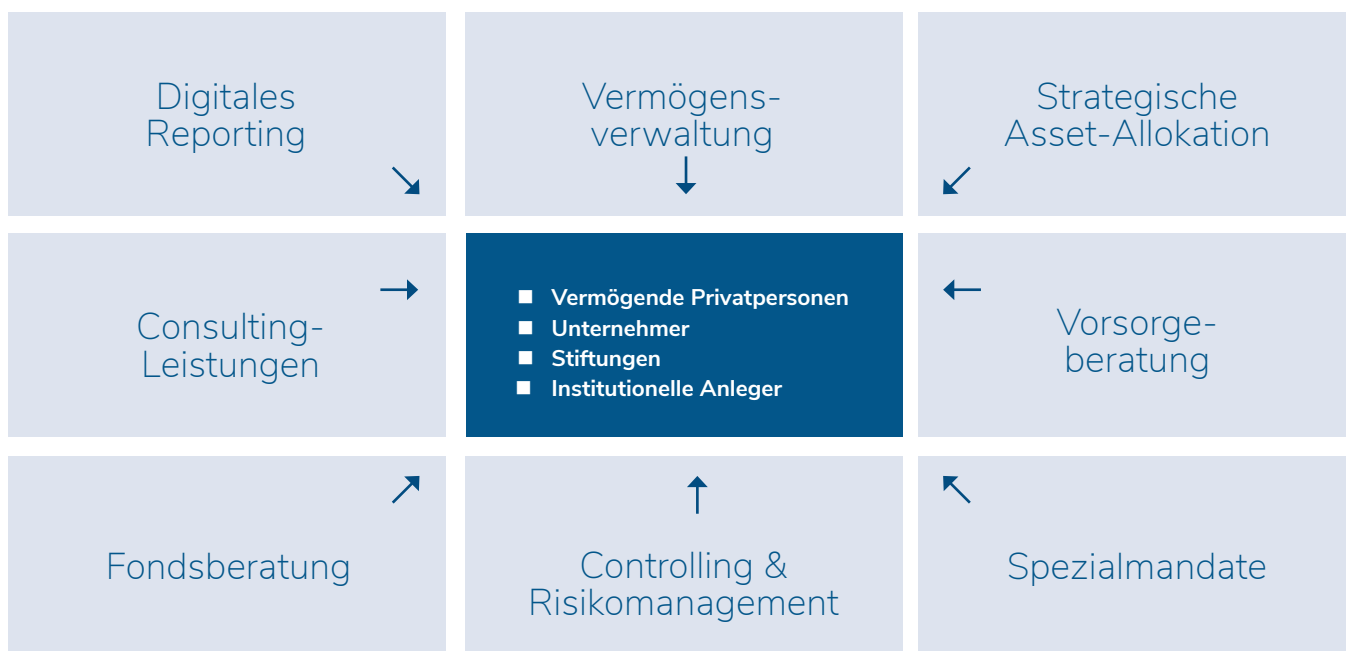 Digitales
Reporting
Vermögens-
verwaltung
Strategische
Asset-Allokation
Consulting-
Leistungen
Vermögende Privatpersonen
Unternehmer
Stiftungen
Institutionelle Anleger
Vorsorge-
beratung
Fondsberatung
Controlling &
Risikomanagement
Spezialmandate